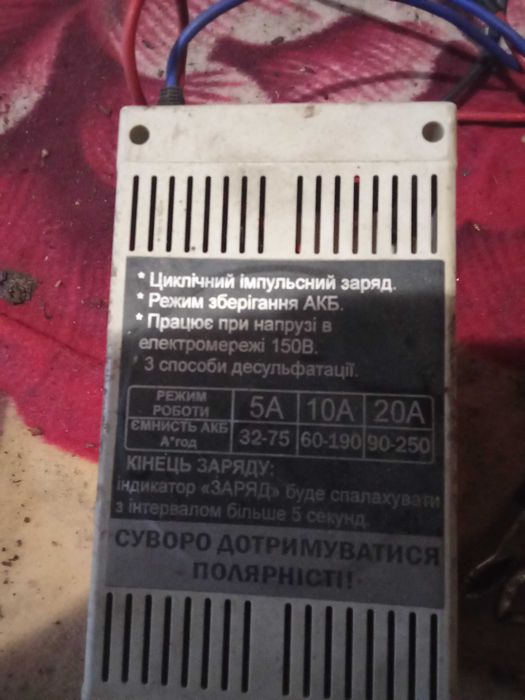 * Циклічний імпульсний заряд.
* Режим зберігання АКБ.
* Працює при напрузі в
електромережі 150В.
* 3 способи десульфатації.
РЕЖИМ РОБОТИ 5А 10А 20А
ЄМНИСТЬ АКБ А*год 32-75 60-190 90-250
КІНЕЦЬ ЗАРЯДУ:
індикатор «ЗАРЯД» буде спалахувати
з інтервалом більше 5 секунд.
СУВОРО ДОТРИМУВАТИСЯ
- ПОЛЯРНІСТІ! -